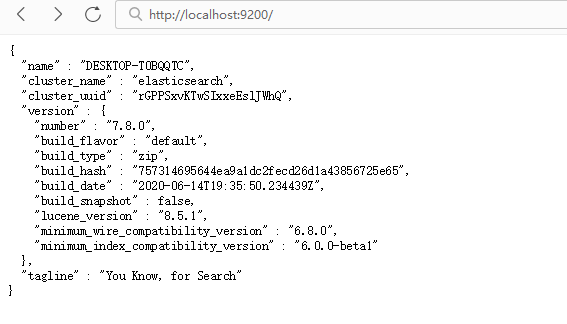 http://localhost:9200/
{
"name" : "DESKTOP-TOBQQTC",
"cluster_name" : "elasticsearch",
"cluster_uuid" : "rGPPSxvKTwSIxxeEslJWhQ",
"version" : {
"number" : "7.8.0",
"build_flavor" : "default",
"build_type" : "zip",
"build_hash" : "757314695644ea9a1dc2fecd26d1a43856725e65",
"build_date" : "2020-06-14T19:35:50.234439Z",
"build_snapshot" : false,
"lucene_version" : "8.5.1",
"minimum_wire_compatibility_version" : "6.8.0",
"minimum_index_compatibility_version" : "6.0.0-beta1"
},
"tagline" : "You Know, for Search"
}